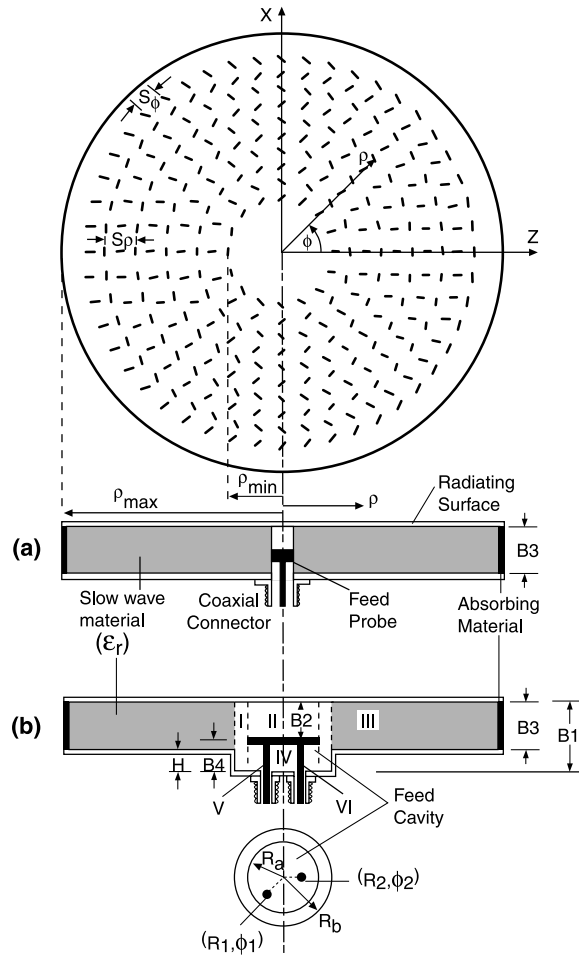 X
Sϕ
ρ
Sρ
ϕ
Z
ρmin
ρmax
ρ
Radiating
Surface
(a)
B3
Slow wave
material
(εr)
Coaxial
Connector
Feed
Probe
Absorbing
Material
(b)
I
II
B2
III
B3
B1
H
B4
IV
V
VI
Feed
Cavity
Ra
(R2,ϕ2)
Rb
(R1,ϕ1)